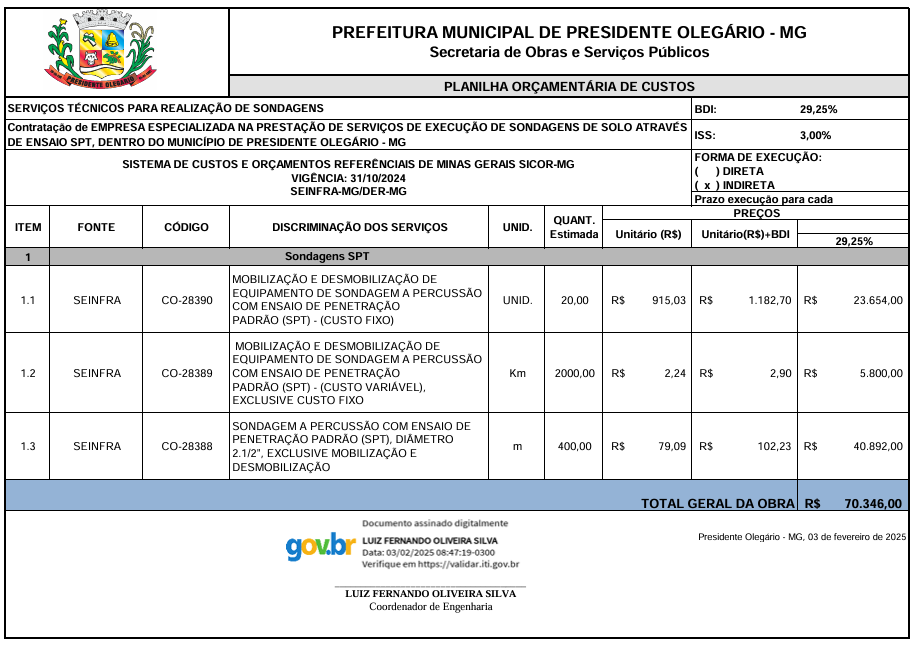 PRESIDENTE OLEGÁRIO
PREFEITURA MUNICIPAL DE PRESIDENTE OLEGÁRIO - MG
Secretaria de Obras e Serviços Públicos
PLANILHA ORÇAMENTÁRIA DE CUSTOS
SERVIÇOS TÉCNICOS PARA REALIZAÇÃO DE SONDAGENS
BDI: 29,25%
Contratação de EMPRESA ESPECIALIZADA NA PRESTAÇÃO DE SERVIÇOS DE EXECUÇÃO DE SONDAGENS DE SOLO ATRAVÉS
DE ENSAIO SPT, DENTRO DO MUNICÍPIO DE PRESIDENTE OLEGÁRIO - MG
ISS: 3,00%
SISTEMA DE CUSTOS E ORÇAMENTOS REFERÊNCIAIS DE MINAS GERAIS SICOR-MG
VIGÊNCIA: 31/10/2024
SEINFRA-MG/DER-MG
FORMA DE EXECUÇÃO:
( ) DIRETA
( x ) INDIRETA
Prazo execução para cada
ITEM FONTE CÓDIGO DISCRIMINAÇÃO DOS SERVIÇOS UNID. QUANT. Estimada
PREÇOS
Unitário (R$) Unitário(R$)+BDI
29,25%
1 Sondagens SPT
1.1 SEINFRA CO-28390
MOBILIZAÇÃO E DESMOBILIZAÇÃO DE
EQUIPAMENTO DE SONDAGEM A PERCUSSÃO
COM ENSAIO DE PENETRAÇÃO
PADRÃO (SPT) - (CUSTO FIXO)
UNID. 20,00 R$ 915,03 R$ 1.182,70 R$ 23.654,00
1.2 SEINFRA CO-28389
MOBILIZAÇÃO E DESMOBILIZAÇÃO DE
EQUIPAMENTO DE SONDAGEM A PERCUSSÃO
COM ENSAIO DE PENETRAÇÃO
PADRÃO (SPT) - (CUSTO VARIÁVEL),
EXCLUSIVE CUSTO FIXO
Km 2000,00 R$ 2,24 R$ 2,90 R$ 5.800,00
1.3 SEINFRA CO-28388
SONDAGEM A PERCUSSÃO COM ENSAIO DE
PENETRAÇÃO PADRÃO (SPT), DIÂMETRO
2.1/2", EXCLUSIVE MOBILIZAÇÃO E
DESMOBILIZAÇÃO
m 400,00 R$ 79,09 R$ 102,23 R$ 40.892,00
TOTAL GERAL DA OBRA R$ 70.346,00
gov.br
Documento assinado digitalmente
LUIZ FERNANDO OLIVEIRA SILVA
Data: 03/02/2025 08:47:19-0300
Verifique em https://validar.iti.gov.br
Presidente Olegário - MG, 03 de fevereiro de 2025
LUIZ FERNANDO OLIVEIRA SILVA
Coordenador de Engenharia